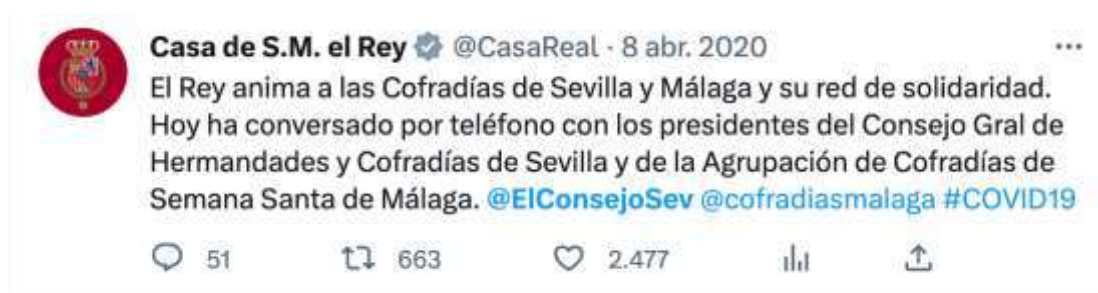 Casa de S.M. el Rey @CasaReal · 8 abr. 2020
El Rey anima a las Cofradías de Sevilla y Málaga y su red de solidaridad.
Hoy ha conversado por teléfono con los presidentes del Consejo Gral de
Hermandades y Cofradías de Sevilla y de la Agrupación de Cofradías de
Semana Santa de Málaga. @ElConsejoSev @cofradiasmalaga #COVID19
51 663 2.477